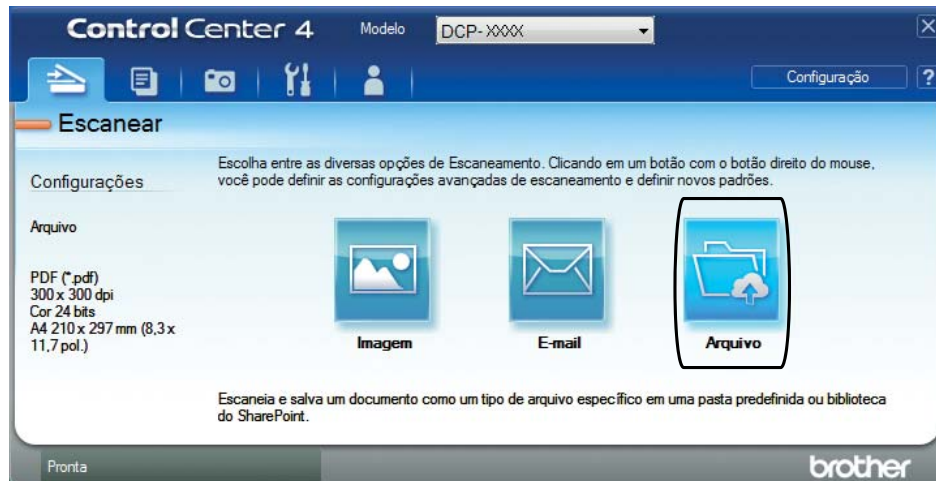 Control Center 4
Modelo
DCP- XXXX
X
Configuração
?
Escanear
Configurações
Arquivo
PDF (*.pdf)
300 x 300 dpi
Cor 24 bits
A4 210 x 297 mm (8,3 x
11,7 pol.)
Escolha entre as diversas opções de Escaneamento. Clicando em um botão com o botão direito do mouse,
você pode definir as configurações avançadas de escaneamento e definir novos padrões.
Imagem
E-mail
Arquivo
Escaneia e salva um documento como um tipo de arquivo específico em uma pasta predefinida ou biblioteca
do SharePoint.
Pronta
brother